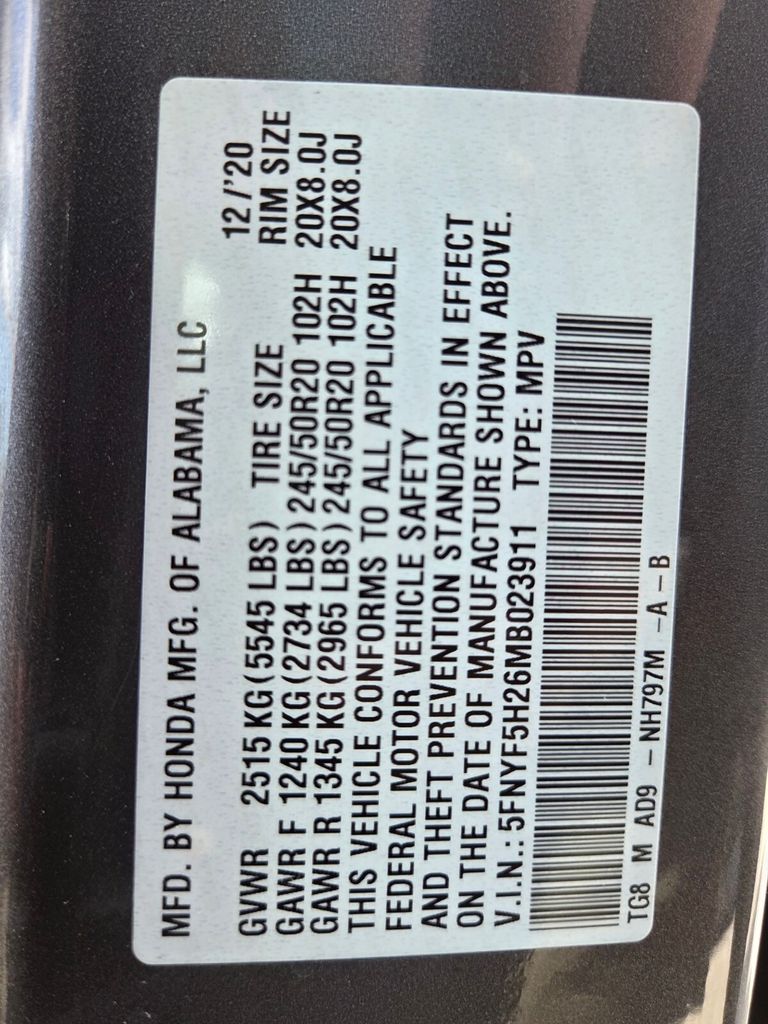 MFD. BY HONDA MFG. OF ALABAMA, LLC
12/'20
GVWR 2515 KG (5545 LBS) TIRE SIZE RIM SIZE
GAWR F 1240 KG (2734 LBS) 245/50R20 102H 20X8.0J
GAWR R 1345 KG (2965 LBS) 245/50R20 102H 20X8.0J
THIS VEHICLE CONFORMS TO ALL APPLICABLE
FEDERAL MOTOR VEHICLE SAFETY
AND THEFT PREVENTION STANDARDS IN EFFECT
ON THE DATE OF MANUFACTURE SHOWN ABOVE.
V.I.N.: 5FNYF5H26MB023911 TYPE: MPV
TG8 M AD9 – NH797M –A – B